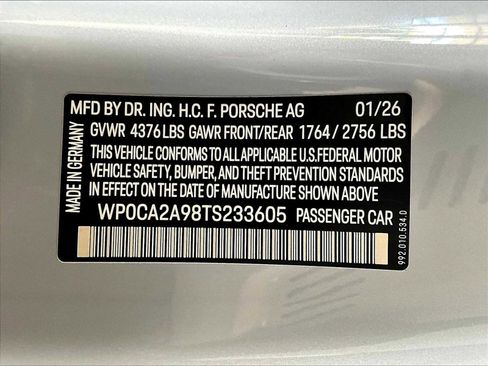 MFD BY DR. ING. H.C. F. PORSCHE AG 01/26
GVWR 4376 LBS GAWR FRONT/REAR 1764 / 2756 LBS
THIS VEHICLE CONFORMS TO ALL APPLICABLE U.S. FEDERAL MOTOR
VEHICLE SAFETY, BUMPER, AND THEFT PREVENTION STANDARDS
IN EFFECT ON THE DATE OF MANUFACTURE SHOWN ABOVE.
WP0CA2A98TS233605 PASSENGER CAR
MADE IN GERMANY
992.010.534.0